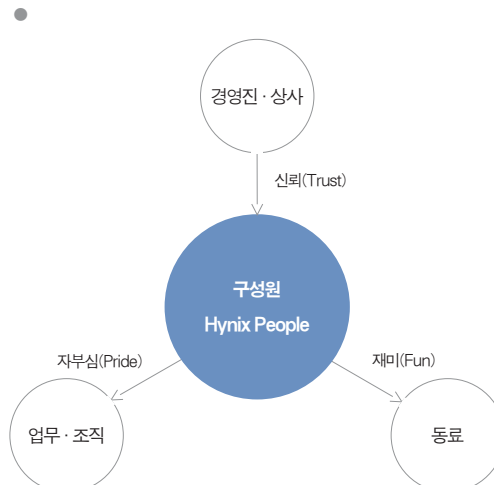 경영진 · 상사
신뢰(Trust)
구성원
Hynix People
자부심(Pride)
재미(Fun)
업무 · 조직
동료